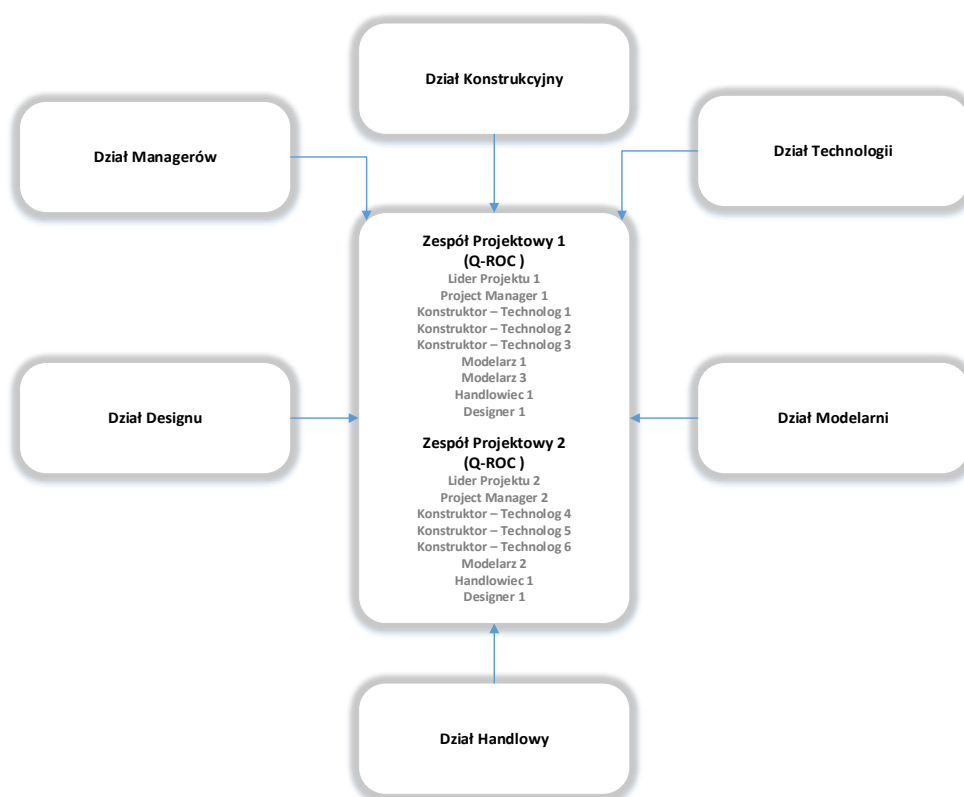 Dział Konstrukcyjny
Dział Managerów
Dział Technologii
Zespół Projektowy 1
(Q-ROC )
Lider Projektu 1
Project Manager 1
Konstruktor – Technolog 1
Konstruktor – Technolog 2
Konstruktor – Technolog 3
Modelarz 1
Modelarz 3
Handlowiec 1
Designer 1
Dział Designu
Dział Modelarni
Zespół Projektowy 2
(Q-ROC )
Lider Projektu 2
Project Manager 2
Konstruktor – Technolog 4
Konstruktor – Technolog 5
Konstruktor – Technolog 6
Modelarz 2
Handlowiec 1
Designer 1
Dział Handlowy